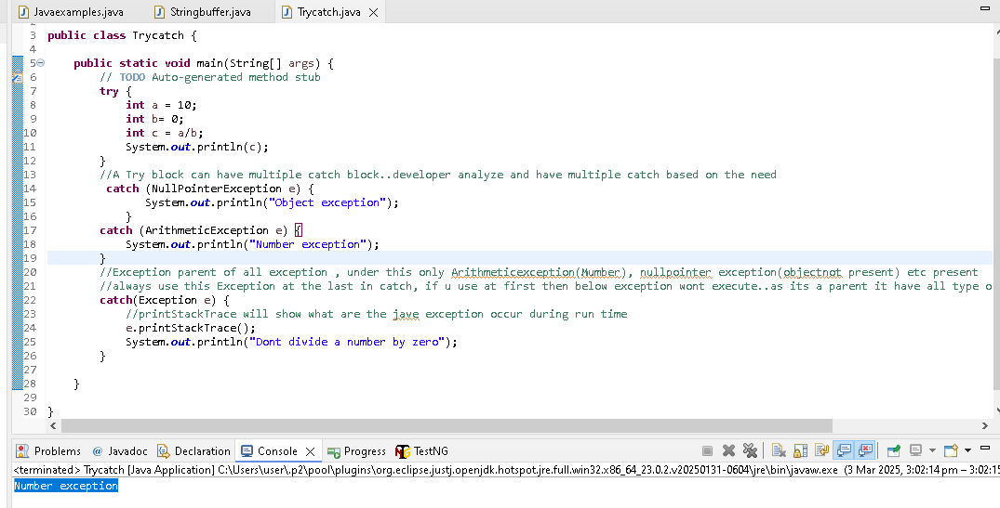 Javaexamples.java Stringbuffer.java Trycatch.java
3 public class Trycatch {
4
5 public static void main(String[] args) {
6 // TODO Auto-generated method stub
7 try {
8 int a = 10;
9 int b= 0;
10 int c = a/b;
11 System.out.println(c);
12 }
13 //A Try block can have multiple catch block..developer analyze and have multiple catch based on the need
14 catch (NullPointerException e) {
15 System.out.println("Object exception");
16 }
17 catch (ArithmeticException e) {
18 System.out.println("Number exception");
19 }
20 //Exception parent of all exception , under this only Arithmeticexception(Number), nullpointer exception(objectnot present) etc present
21 //always use this Exception at the last in catch, if u use at first then below exception wont execute..as its a parent it have all type o
22 catch(Exception e) {
23 //printStackTrace will show what are the jave exception occur during run time
24 e.printStackTrace();
25 System.out.println("Dont divide a number by zero");
26 }
27
28 }
29
30 }
Problems Javadoc Declaration Console Progress TestNG
<terminated> Trycatch [Java Application] C:\Users\user\.p2\pool\plugins\org.eclipse.justj.openjdk.hotspot.jre.full.win32.x86_64_23.0.2.v20250131-0604\jre\bin\javaw.exe (3 Mar 2025, 3:02:14 pm – 3:02:15
Number exception